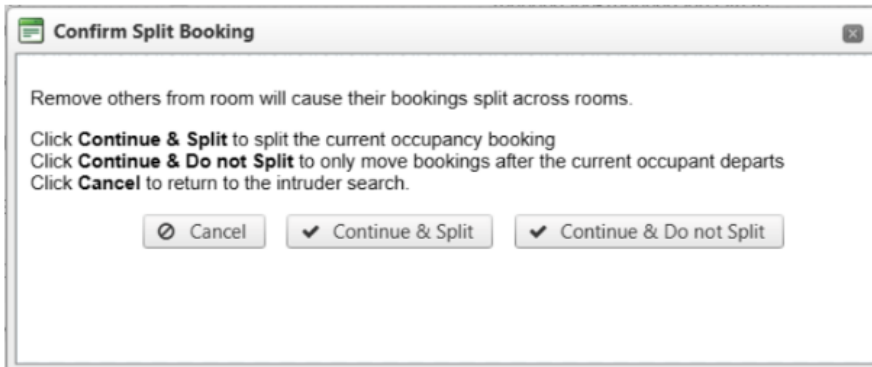 Confirm Split Booking
Remove others from room will cause their bookings split across rooms.
Click Continue & Split to split the current occupancy booking
Click Continue & Do not Split to only move bookings after the current occupant departs
Click Cancel to return to the intruder search.
Cancel Continue & Split Continue & Do not Split